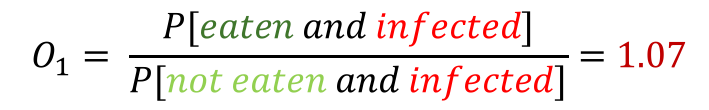 O₁ = P[eaten and infected] / P[not eaten and infected] = 1.07